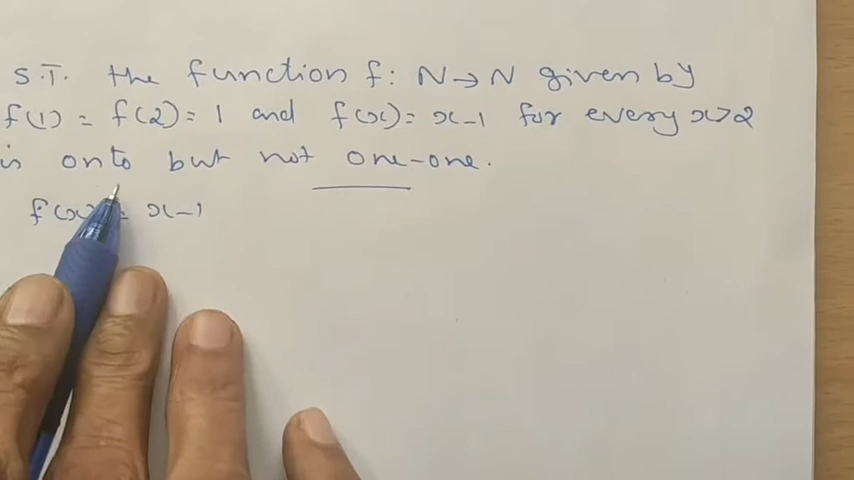 S.T. the function f: N→N given by
f(1) = f(2) = 1 and f(x) = x-1 for every x>2
is onto but not one-one.
f(x) = x-1